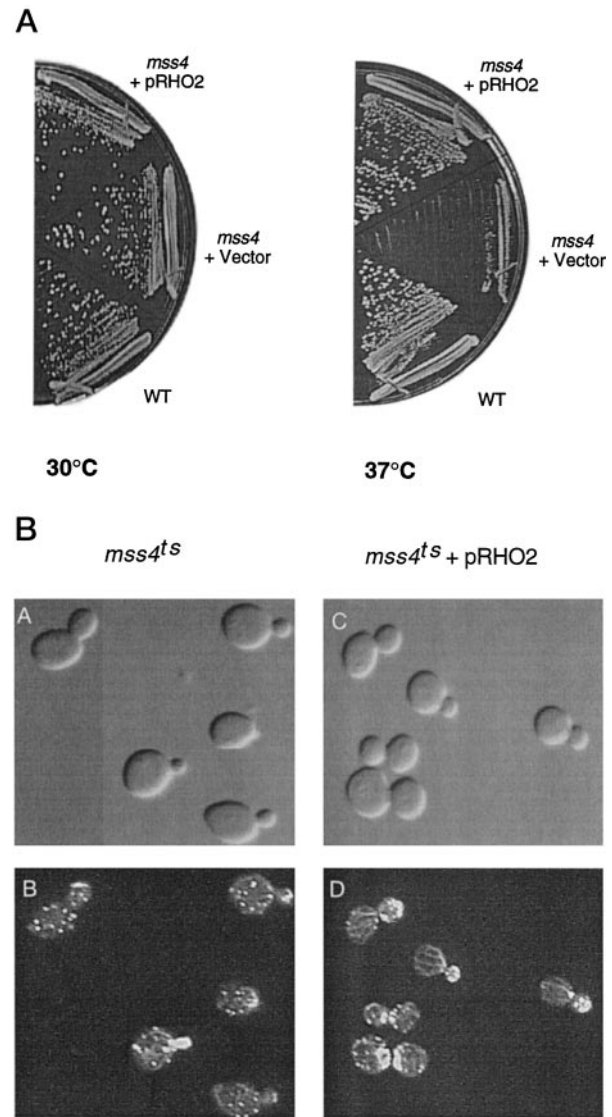 A
mss4
+ pRHO2
mss4
+ pRHO2
mss4
+ Vector
mss4
+ Vector
WT
WT
30°C
37°C
B
mss4ts
mss4ts + pRHO2
A
C
B
D